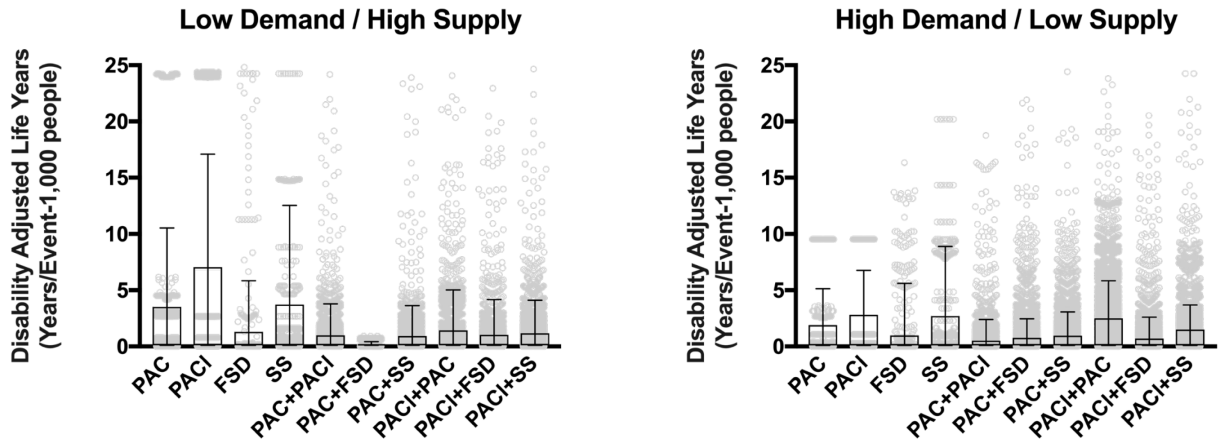 Low Demand / High Supply
Disability Adjusted Life Years
(Years/Event-1,000 people)
25
20
15
10
5
0
PAC
PACI
FSD
SS
PAC+PACI
PAC+FSD
PAC+SS
PACI+PAC
PACI+FSD
PACI+SS
High Demand / Low Supply
Disability Adjusted Life Years
(Years/Event-1,000 people)
25
20
15
10
5
0
PAC
PACI
FSD
SS
PAC+PACI
PAC+FSD
PAC+SS
PACI+PAC
PACI+FSD
PACI+SS